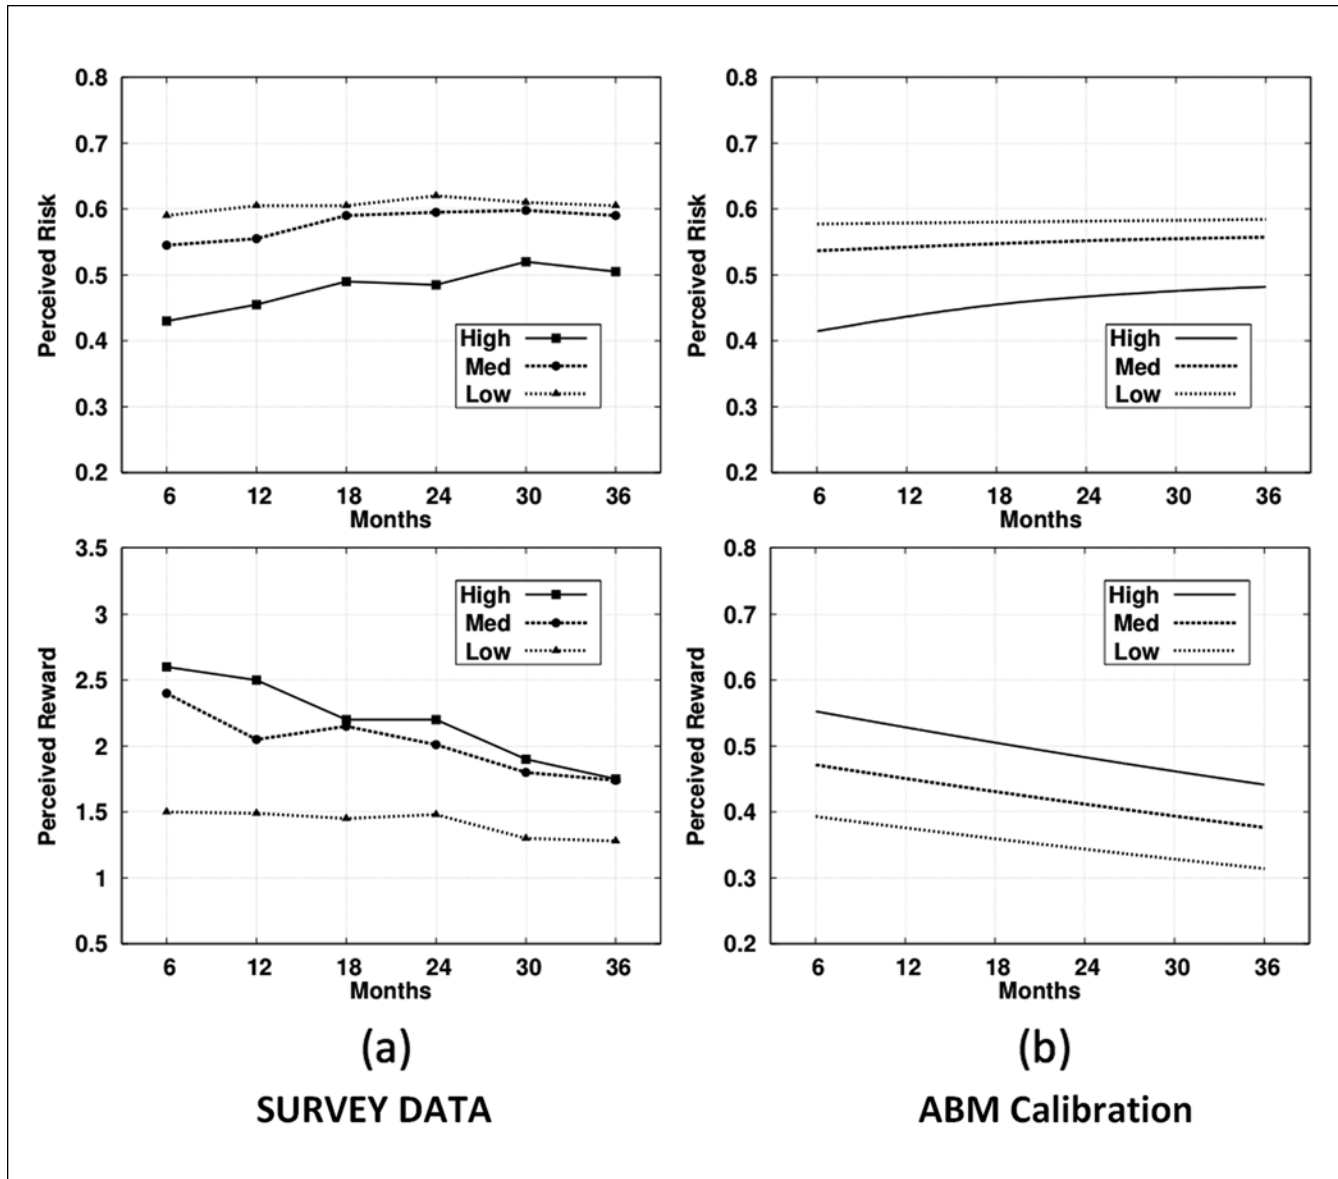 0.8
0.7
0.6
0.5
0.4
0.3
0.2
Perceived Risk
High
Med
Low
6 12 18 24 30 36
Months
0.8
0.7
0.6
0.5
0.4
0.3
0.2
Perceived Risk
High
Med
Low
6 12 18 24 30 36
Months
3.5
3
2.5
2
1.5
1
0.5
Perceived Reward
High
Med
Low
6 12 18 24 30 36
Months
0.8
0.7
0.6
0.5
0.4
0.3
0.2
Perceived Reward
High
Med
Low
6 12 18 24 30 36
Months
(a)
SURVEY DATA
(b)
ABM Calibration